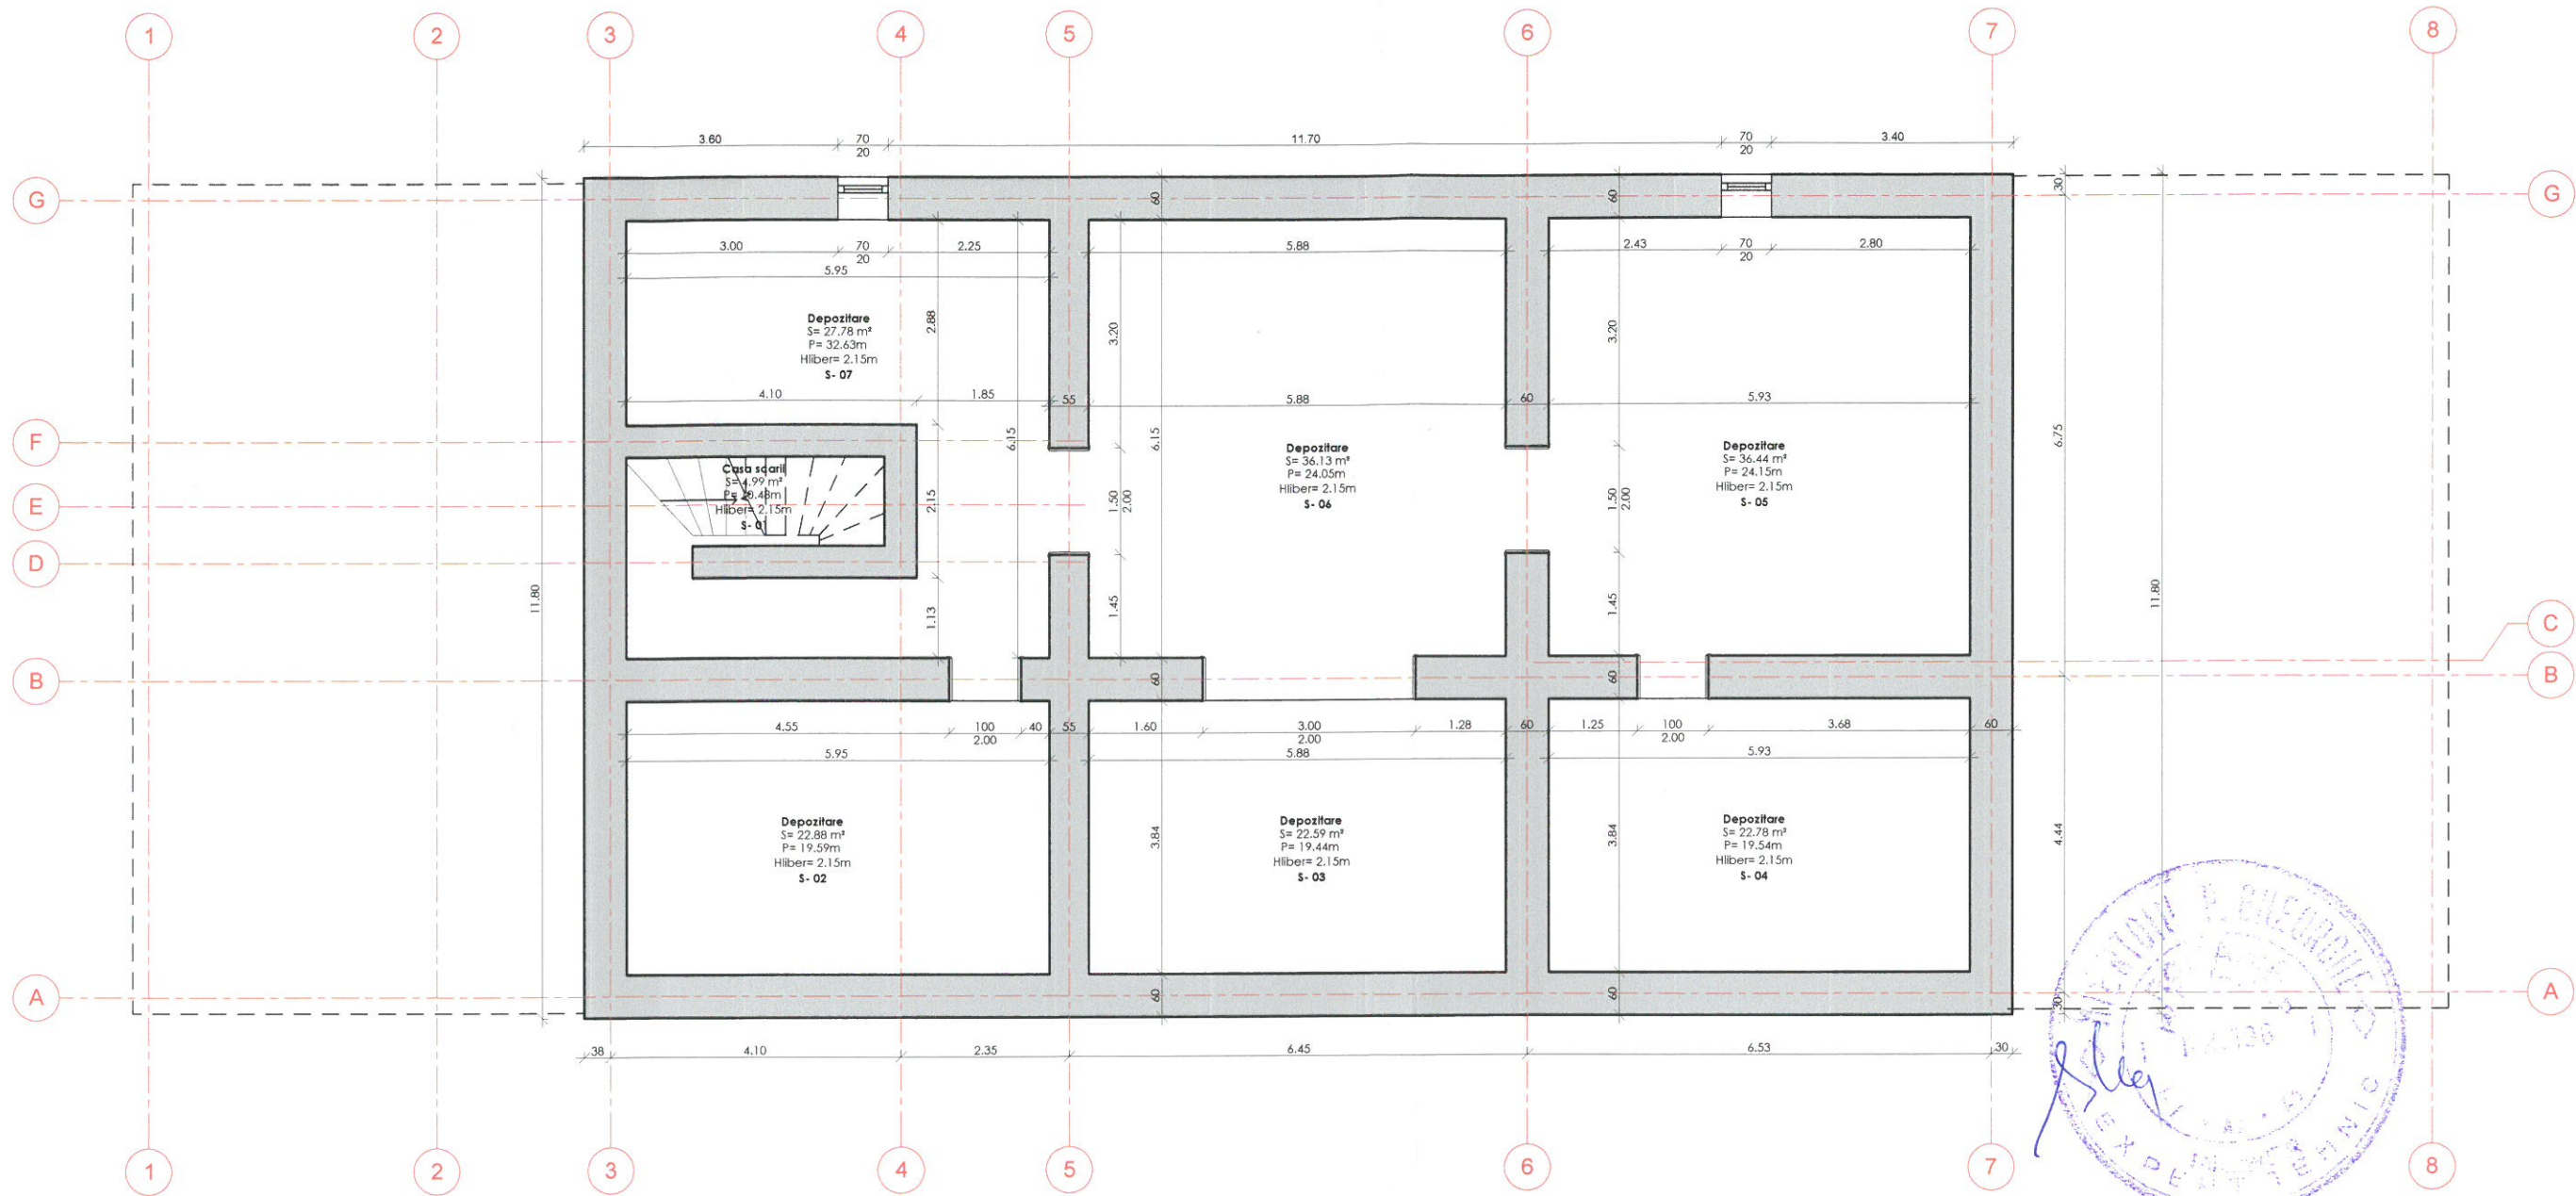 1 2 3 4 5 6 7 8
3.60 70 11.70 70 3.40
20 20
G 60 60 30 G
3.00 70 2.25 5.88 2.43 70 2.80
20 20
5.95
Depozitare
S= 27.78 m²
P= 32.63m
Hliber= 2.15m
S- 07
2.88 3.20 3.20
4.10 1.85 55 5.88 60 5.93
F 6.15 6.15 6.75
Depozitare
S= 36.13 m²
P= 24.05m
Hliber= 2.15m
S- 06
Depozitare
S= 36.44 m²
P= 24.15m
Hliber= 2.15m
S- 05
Casa scarii
S= 4.99 m²
Hliber= 2.15m
S- 01
E 2.15 1.50 2.00 1.50 2.00
D
11.80 1.13 1.45 1.45 11.80
C
B 60 60 B
4.55 100 40 55 1.60 3.00 1.28 60 1.25 100 3.68 60
2.00 2.00 2.00
5.95 5.88 5.93
Depozitare
S= 22.88 m²
P= 19.59m
Hliber= 2.15m
S- 02
Depozitare
S= 22.59 m²
P= 19.44m
Hliber= 2.15m
S- 03
Depozitare
S= 22.78 m²
P= 19.54m
Hliber= 2.15m
S- 04
3.84 3.84 4.44
A 60 60 30 A
38 4.10 2.35 6.45 6.53 30
1 2 3 4 5 6 7 8